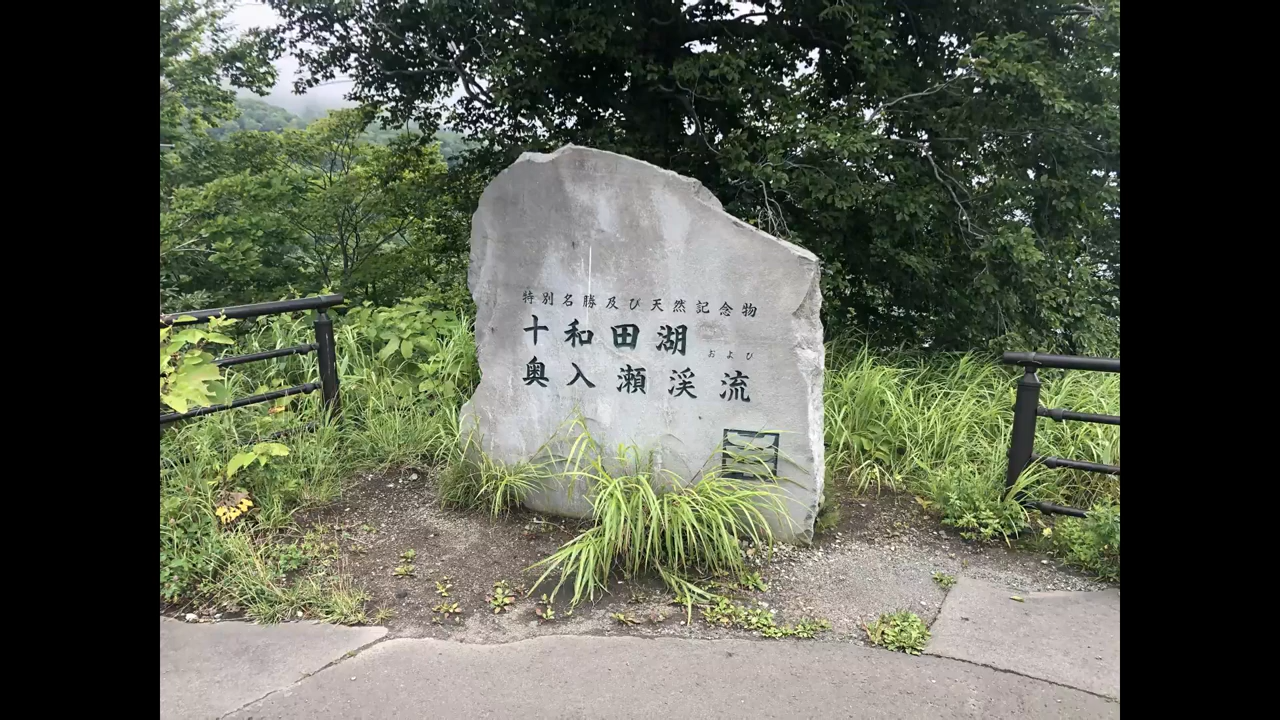 特別名勝及び天然記念物
十和田湖
および
奥入瀬渓流